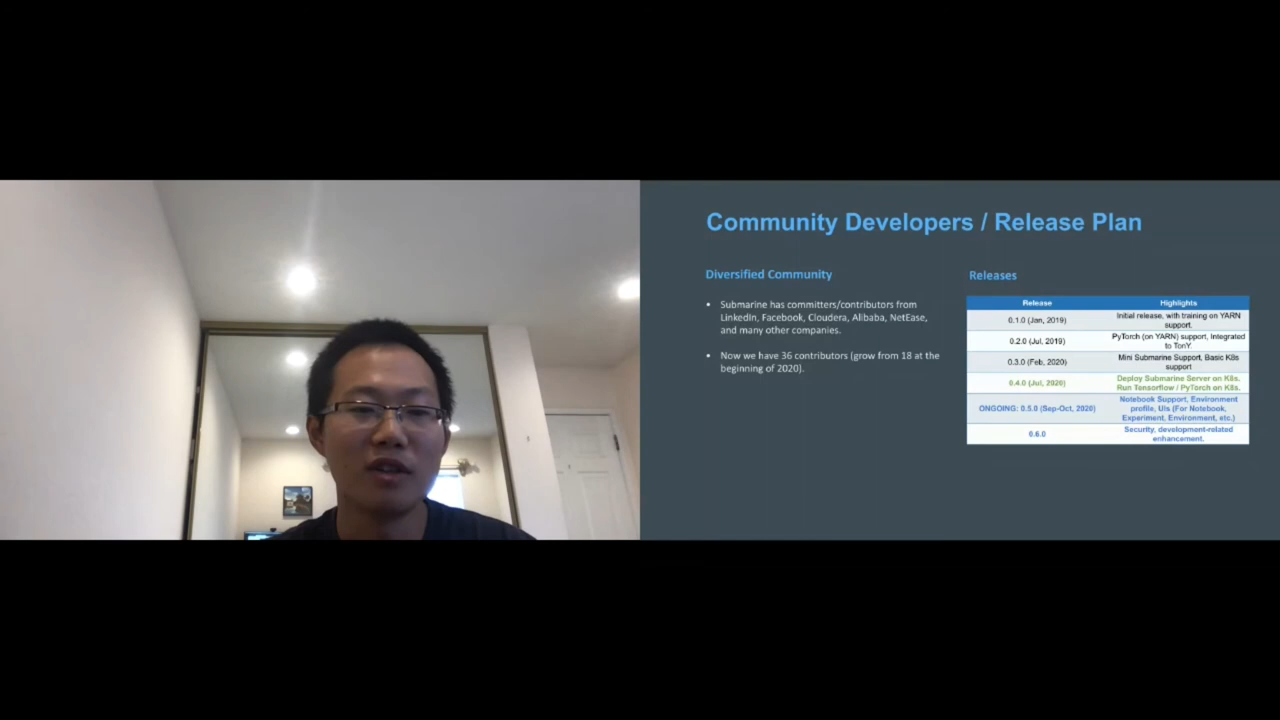 Community Developers / Release Plan
Diversified Community
• Submarine has committers/contributors from
LinkedIn, Facebook, Cloudera, Alibaba, NetEase,
and many other companies.
• Now we have 36 contributors (grow from 18 at the
beginning of 2020).
Releases
Release Highlights
0.1.0 (Jan, 2019) Initial release, with training on YARN
support.
0.2.0 (Jul, 2019) PyTorch (on YARN) support, Integrated
to TonY.
0.3.0 (Feb, 2020) Mini Submarine Support, Basic K8s
support
0.4.0 (Jul, 2020) Deploy Submarine Server on K8s.
Run Tensorflow / PyTorch on K8s.
ONGOING: 0.5.0 (Sep-Oct, 2020) Notebook Support, Environment
profile, UIs (For Notebook,
Experiment, Environment, etc.)
0.6.0 Security, development-related
enhancement.